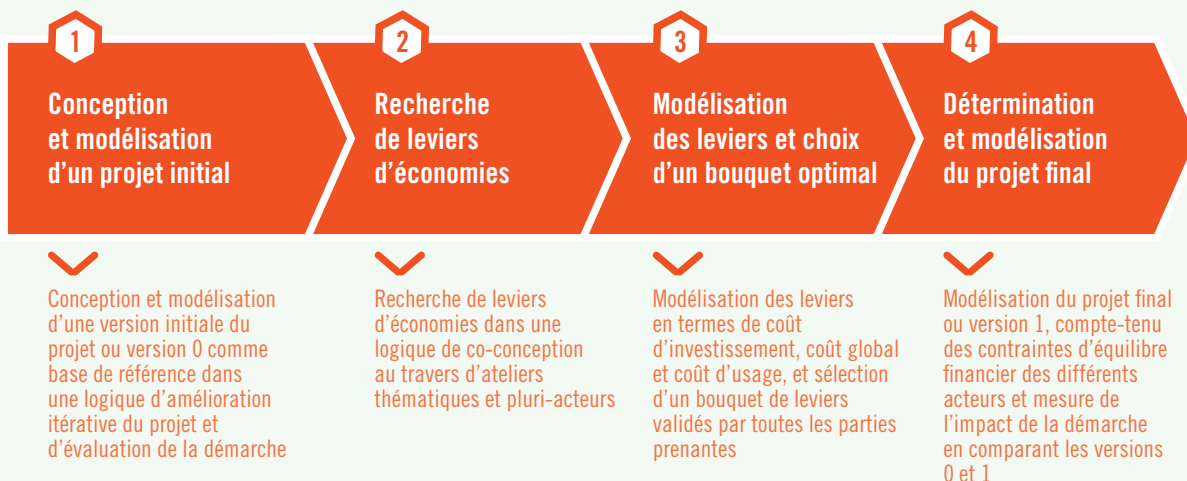 1
Conception
et modélisation
d'un projet initial
Conception et modélisation
d'une version initiale du
projet ou version 0 comme
base de référence dans
une logique d'amélioration
itérative du projet et
d'évaluation de la démarche
2
Recherche
de leviers
d'économies
Recherche de leviers
d'économies dans une
logique de co-conception
au travers d'ateliers
thématiques et pluri-acteurs
3
Modélisation
des leviers et choix
d'un bouquet optimal
Modélisation des leviers
en termes de coût
d'investissement, coût global
et coût d'usage, et sélection
d'un bouquet de leviers
validés par toutes les parties
prenantes
4
Détermination
et modélisation
du projet final
Modélisation du projet final
ou version 1, compte-tenu
des contraintes d'équilibre
financier des différents
acteurs et mesure de
l'impact de la démarche
en comparant les versions
0 et 1